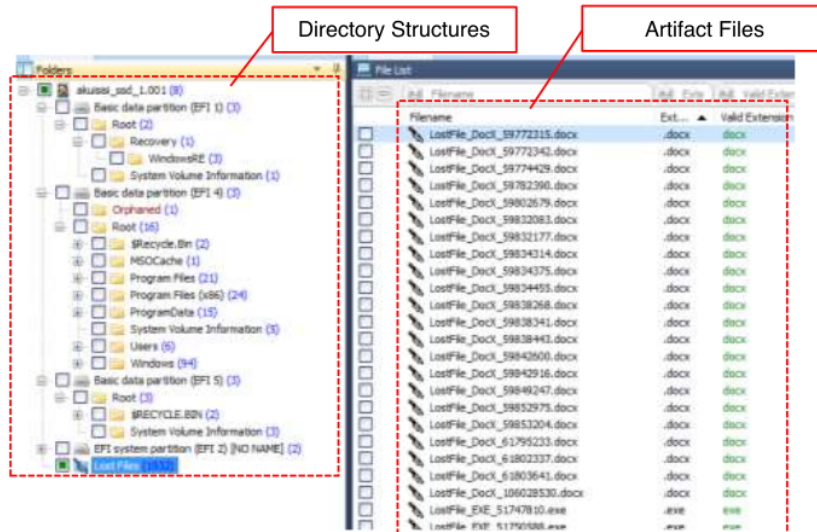 Directory Structures
Artifact Files
Folders
akuissi_ssd_1.001 (8)
Basic data partition (EFI 1) (3)
Root (2)
Recovery (1)
WindowsRE (3)
System Volume Information (1)
Basic data partition (EFI 4) (3)
Orphaned (1)
Root (16)
$Recycle.Bin (2)
MSOCache (1)
Program Files (21)
Program Files (x86) (24)
ProgramData (15)
System Volume Information (5)
Users (6)
Windows (94)
Basic data partition (EFI 5) (3)
Root (3)
$RECYCLE.BIN (2)
System Volume Information (3)
EFI system partition (EFI 2) [NO NAME] (2)
Lost Files
File List
Filename
Filename Ext... Valid Extension
LostFile_DocX_59772315.docx .docx docx
LostFile_DocX_59772342.docx .docx docx
LostFile_DocX_59774429.docx .docx docx
LostFile_DocX_59782390.docx .docx docx
LostFile_DocX_59802679.docx .docx docx
LostFile_DocX_59832083.docx .docx docx
LostFile_DocX_59832177.docx .docx docx
LostFile_DocX_59834314.docx .docx docx
LostFile_DocX_59834375.docx .docx docx
LostFile_DocX_59834455.docx .docx docx
LostFile_DocX_59838268.docx .docx docx
LostFile_DocX_59838341.docx .docx docx
LostFile_DocX_59838443.docx .docx docx
LostFile_DocX_59842600.docx .docx docx
LostFile_DocX_59842916.docx .docx docx
LostFile_DocX_59849247.docx .docx docx
LostFile_DocX_59852975.docx .docx docx
LostFile_DocX_59853204.docx .docx docx
LostFile_DocX_61795233.docx .docx docx
LostFile_DocX_61802337.docx .docx docx
LostFile_DocX_61803641.docx .docx docx
LostFile_DocX_106028530.docx .docx docx
LostFile_EXE_51747810.exe .exe exe
LostFile_EXE_51750588.exe .exe exe